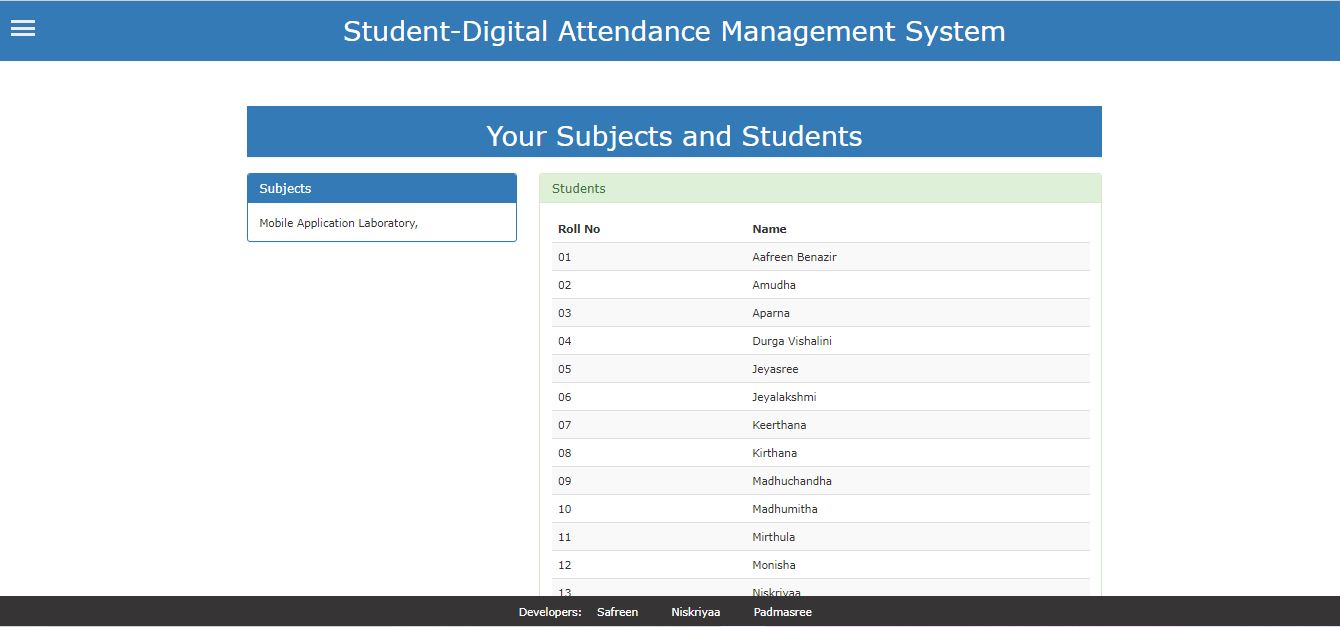 Student-Digital Attendance Management System
Your Subjects and Students
Subjects
Mobile Application Laboratory,
Students
Roll No Name
01 Aafreen Benazir
02 Amudha
03 Aparna
04 Durga Vishalini
05 Jeyasree
06 Jeyalakshmi
07 Keerthana
08 Kirthana
09 Madhuchandha
10 Madhumitha
11 Mirthula
12 Monisha
13 Niskriyaa
Developers: Safreen Niskriyaa Padmasree